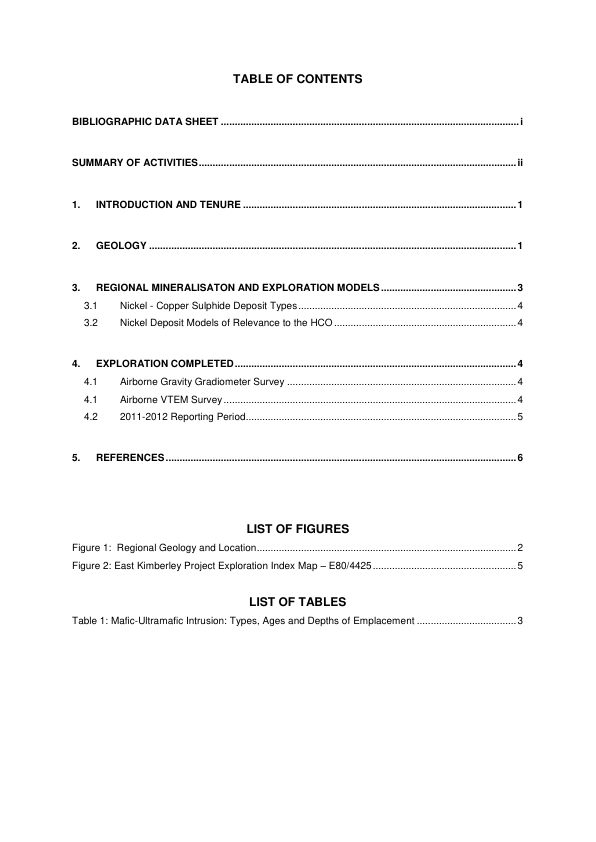 TABLE OF CONTENTS
BIBLIOGRAPHIC DATA SHEET ............................................................ i
SUMMARY OF ACTIVITIES ............................................................ ii
1. INTRODUCTION AND TENURE ............................................................ 1
2. GEOLOGY ............................................................ 1
3. REGIONAL MINERALISATON AND EXPLORATION MODELS ............................................................ 3
3.1 Nickel - Copper Sulphide Deposit Types ............................................................ 4
3.2 Nickel Deposit Models of Relevance to the HCO ............................................................ 4
4. EXPLORATION COMPLETED ............................................................ 4
4.1 Airborne Gravity Gradiometer Survey ............................................................ 4
4.1 Airborne VTEM Survey ............................................................ 4
4.2 2011-2012 Reporting Period ............................................................ 5
5. REFERENCES ............................................................ 6
LIST OF FIGURES
Figure 1: Regional Geology and Location ............................................................ 2
Figure 2: East Kimberley Project Exploration Index Map – E80/4425 ............................................................ 5
LIST OF TABLES
Table 1: Mafic-Ultramafic Intrusion: Types, Ages and Depths of Emplacement ............................................................ 3